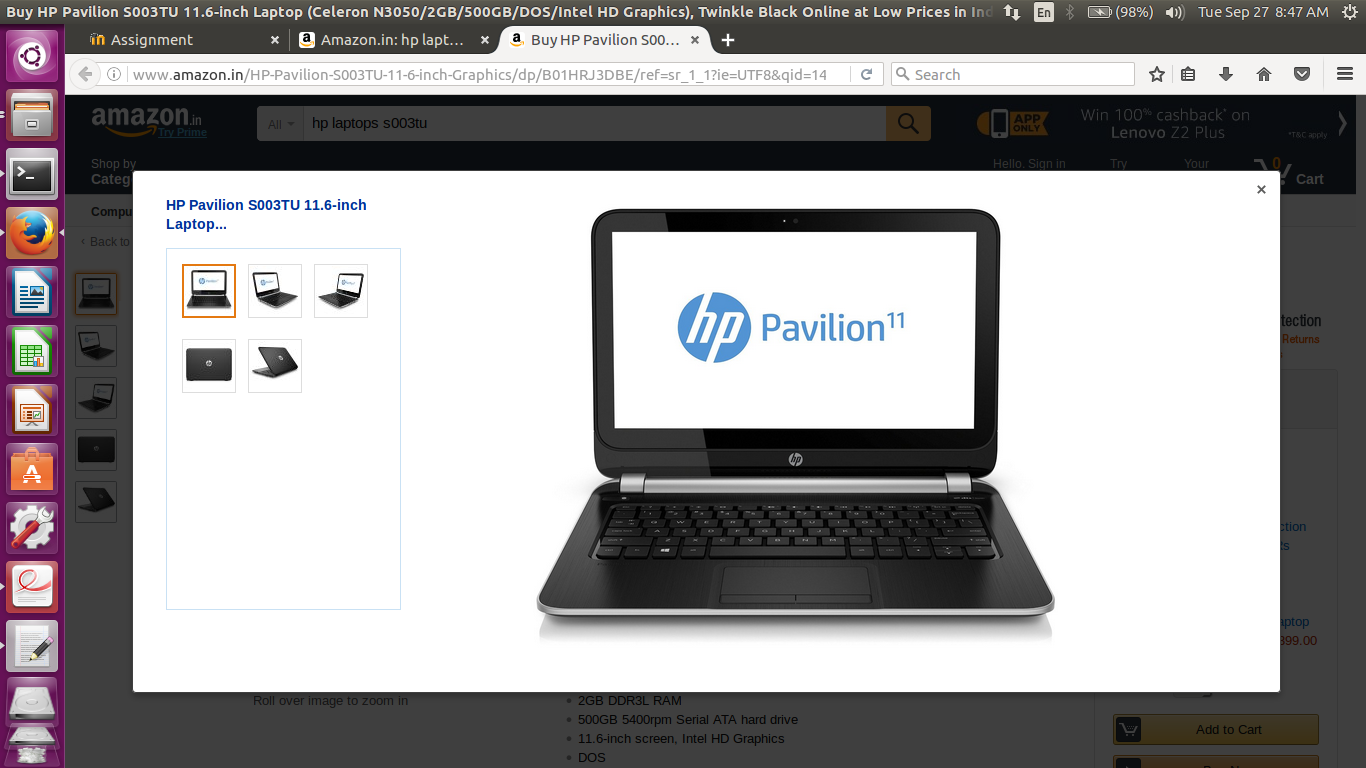 Buy HP Pavilion S003TU 11.6-inch Laptop (Celeron N3050/2GB/500GB/DOS/Intel HD Graphics), Twinkle Black Online at Low Prices in Ind
En
(98%)
Tue Sep 27 8:47 AM
Assignment
Amazon.in: hp lapt...
Buy HP Pavilion S00...
www.amazon.in/HP-Pavilion-S003TU-11-6-inch-Graphics/dp/B01HRJ3DBE/ref=sr_1_1?ie=UTF8&qid=14
Search
amazon.in
Try Prime
All
hp laptops s003tu
APP ONLY
Win 100% cashback* on
Lenovo Z2 Plus
*T&C apply
Shop by
Categ
Hello. Sign in
Try
Your
0
Cart
Compu
‹ Back to
HP Pavilion S003TU 11.6-inch
Laptop...
hp Pavilion 11
hp
tection
Returns
ction
aptop
399.00
Roll over image to zoom in
2GB DDR3L RAM
500GB 5400rpm Serial ATA hard drive
11.6-inch screen, Intel HD Graphics
DOS
Add to Cart